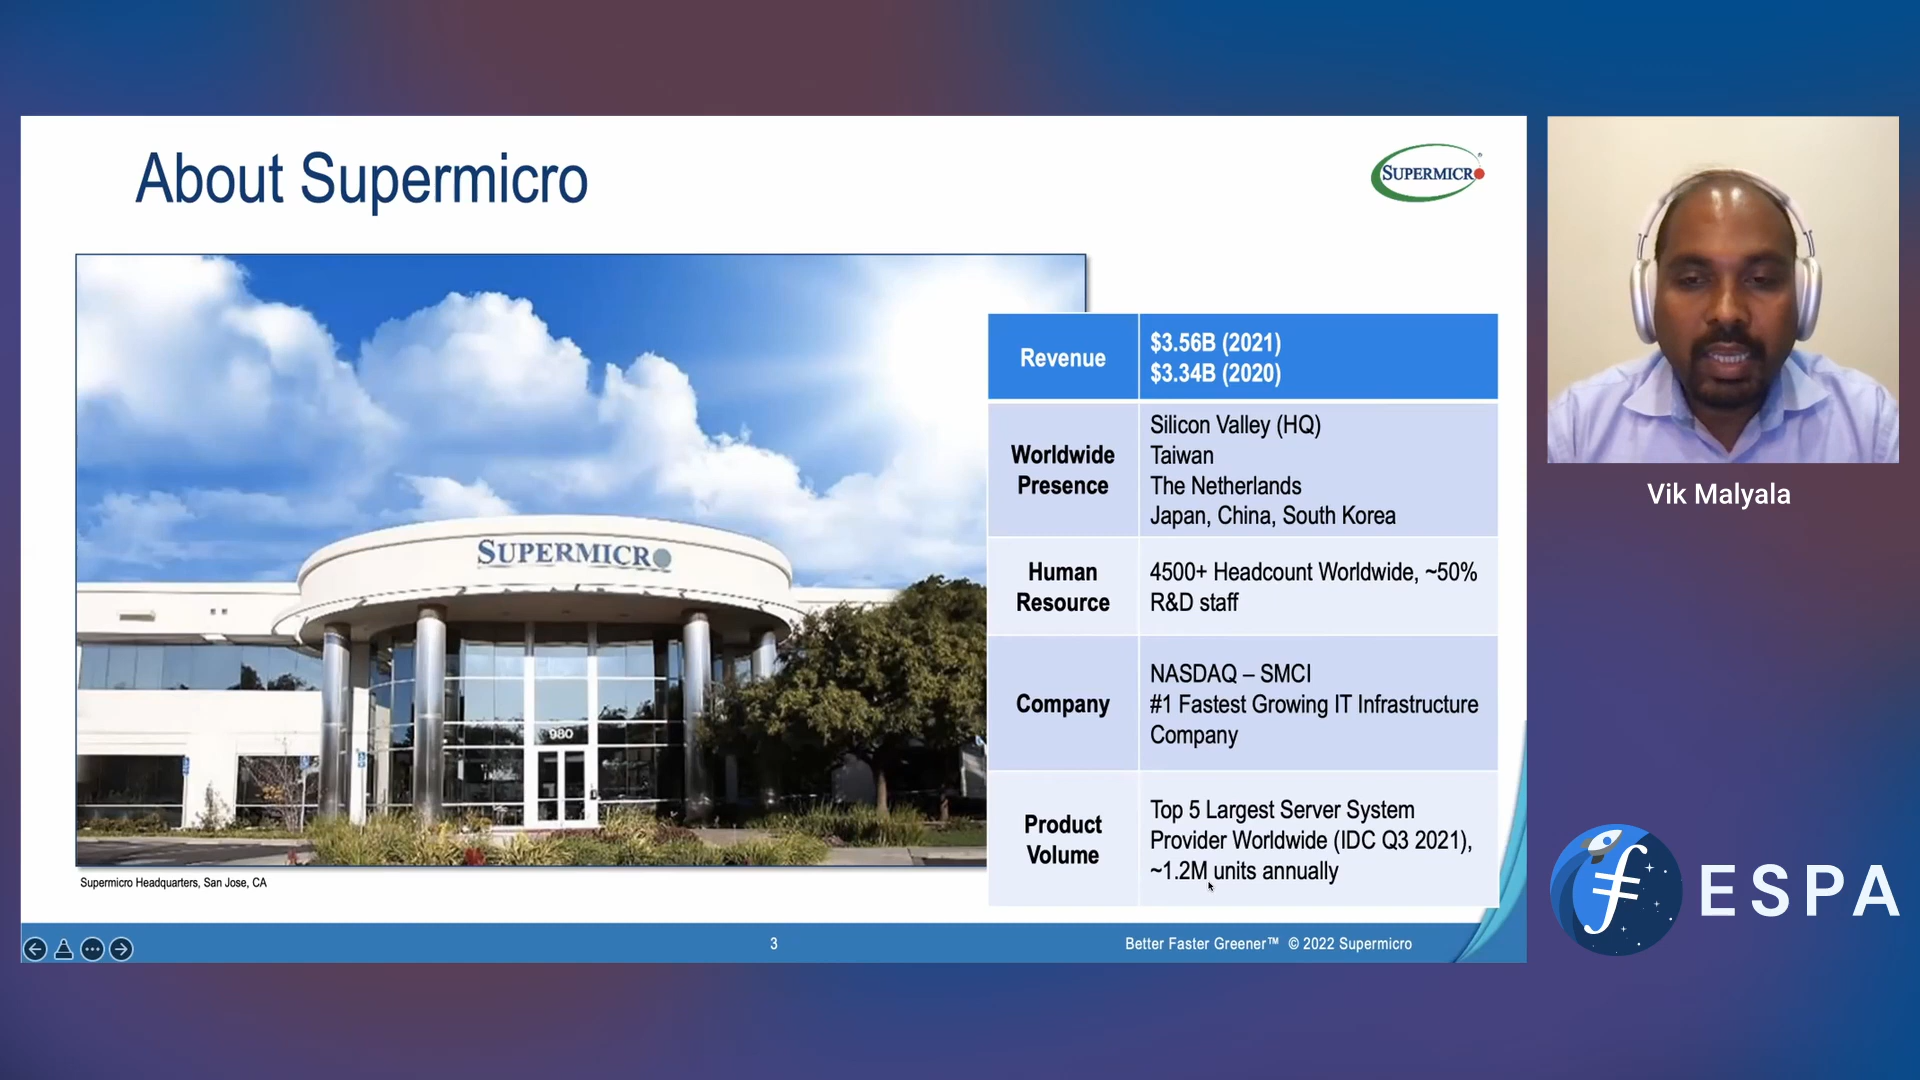 About Supermicro
SUPERMICRO
SUPERMICRO
980
Supermicro Headquarters, San Jose, CA
Revenue
$3.56B (2021)
$3.34B (2020)
Worldwide
Presence
Silicon Valley (HQ)
Taiwan
The Netherlands
Japan, China, South Korea
Human
Resource
4500+ Headcount Worldwide, ~50%
R&D staff
Company
NASDAQ – SMCI
#1 Fastest Growing IT Infrastructure
Company
Product
Volume
Top 5 Largest Server System
Provider Worldwide (IDC Q3 2021),
~1.2M units annually
3
Better Faster Greener™ © 2022 Supermicro
Vik Malyala
ESPA